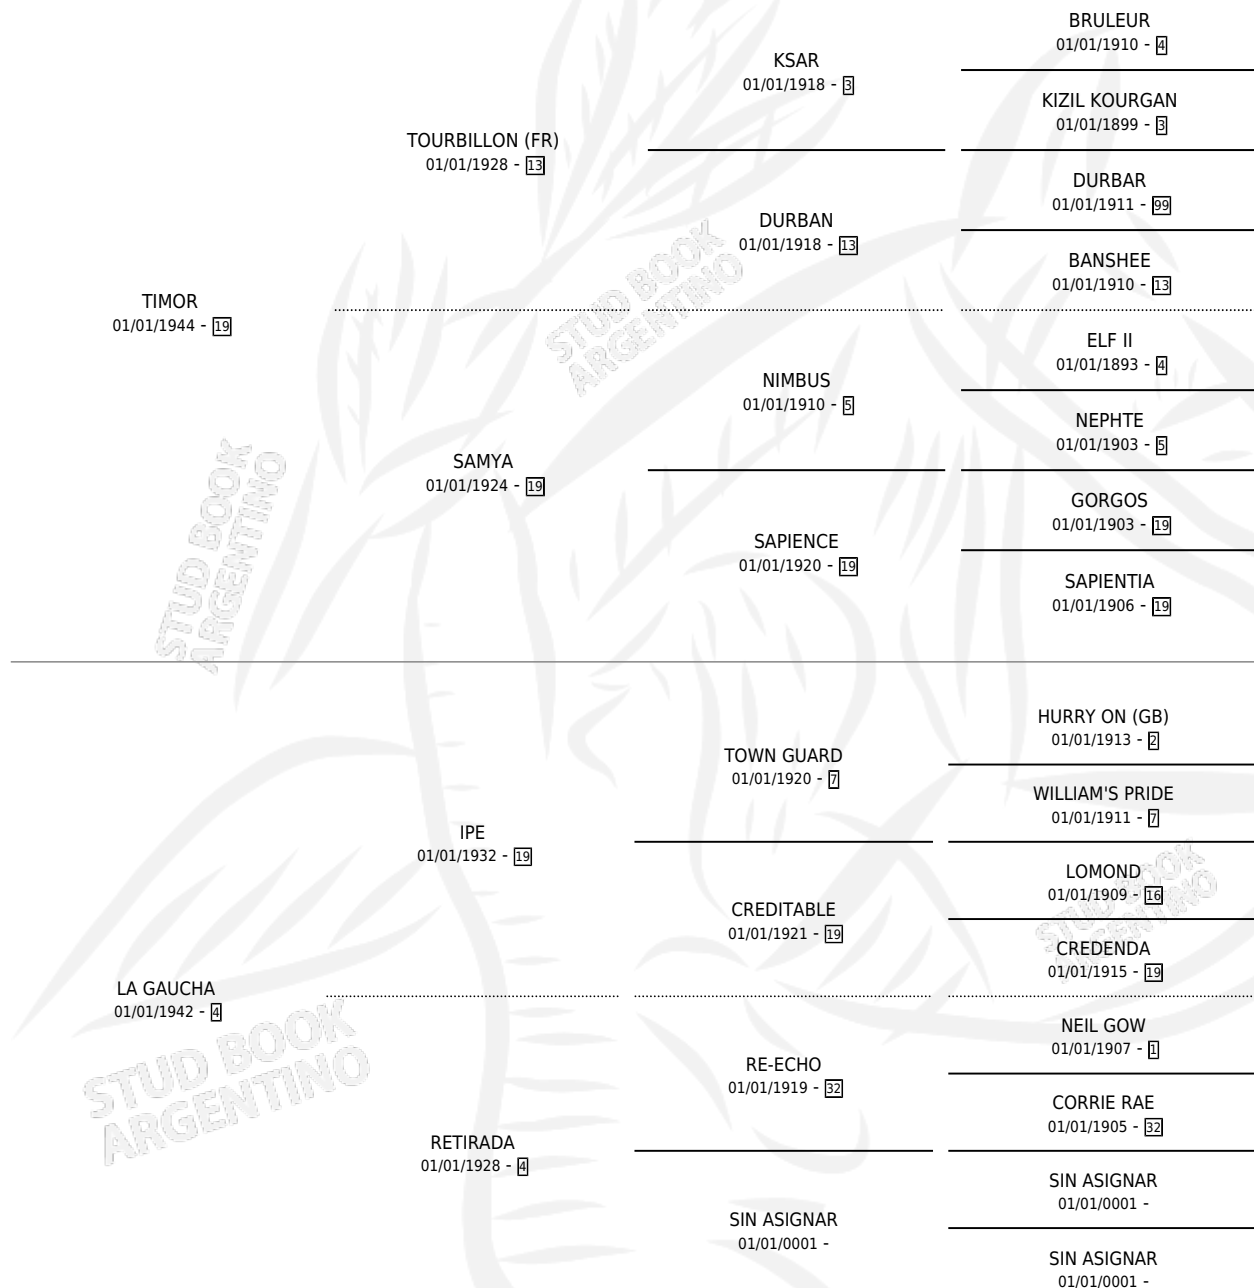 BRULEUR
01/01/1910 - 4
KSAR
01/01/1918 - 3
KIZIL KOURGAN
01/01/1899 - 3
TOURBILLON (FR)
01/01/1928 - 13
DURBAR
01/01/1911 - 99
DURBAN
01/01/1918 - 13
BANSHEE
01/01/1910 - 13
TIMOR
01/01/1944 - 19
ELF II
01/01/1893 - 4
NIMBUS
01/01/1910 - 5
NEPHTE
01/01/1903 - 5
SAMYA
01/01/1924 - 19
GORGOS
01/01/1903 - 19
SAPIENCE
01/01/1920 - 19
SAPIENTIA
01/01/1906 - 19
HURRY ON (GB)
01/01/1913 - 2
TOWN GUARD
01/01/1920 - 7
WILLIAM'S PRIDE
01/01/1911 - 7
IPE
01/01/1932 - 19
LOMOND
01/01/1909 - 16
CREDITABLE
01/01/1921 - 19
CREDENDA
01/01/1915 - 19
LA GAUCHA
01/01/1942 - 4
NEIL GOW
01/01/1907 - 1
RE-ECHO
01/01/1919 - 32
CORRIE RAE
01/01/1905 - 32
RETIRADA
01/01/1928 - 4
SIN ASIGNAR
01/01/0001 -
SIN ASIGNAR
01/01/0001 -
SIN ASIGNAR
01/01/0001 -
STUD BOOK
ARGENTINO
STUD BOOK
ARGENTINO
STUD BOOK
ARGENTINO
STUD BOOK
ARGENTINO